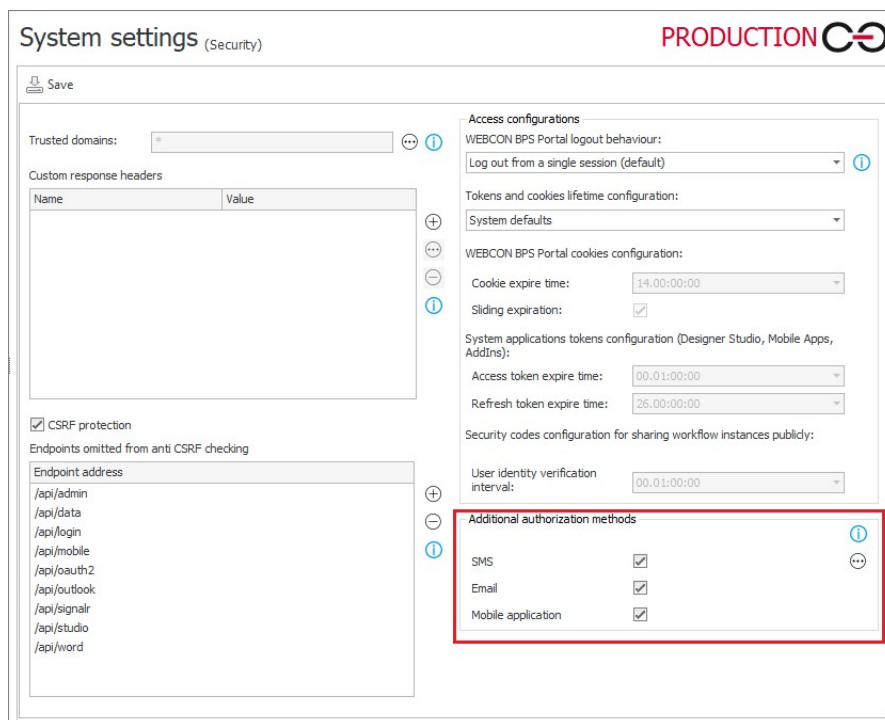 System settings (Security)
PRODUCTION
Save
Trusted domains:
*
Custom response headers
Name Value
CSRF protection
Endpoints omitted from anti CSRF checking
Endpoint address
/api/admin
/api/data
/api/login
/api/mobile
/api/oauth2
/api/outlook
/api/signalr
/api/studio
/api/word
Access configurations
WEBCON BPS Portal logout behaviour:
Log out from a single session (default)
Tokens and cookies lifetime configuration:
System defaults
WEBCON BPS Portal cookies configuration:
Cookie expire time: 14.00:00:00
Sliding expiration:
System applications tokens configuration (Designer Studio, Mobile Apps,
AddIns):
Access token expire time: 00.01:00:00
Refresh token expire time: 26.00:00:00
Security codes configuration for sharing workflow instances publicly:
User identity verification
interval: 00.01:00:00
Additional authorization methods
SMS
Email
Mobile application